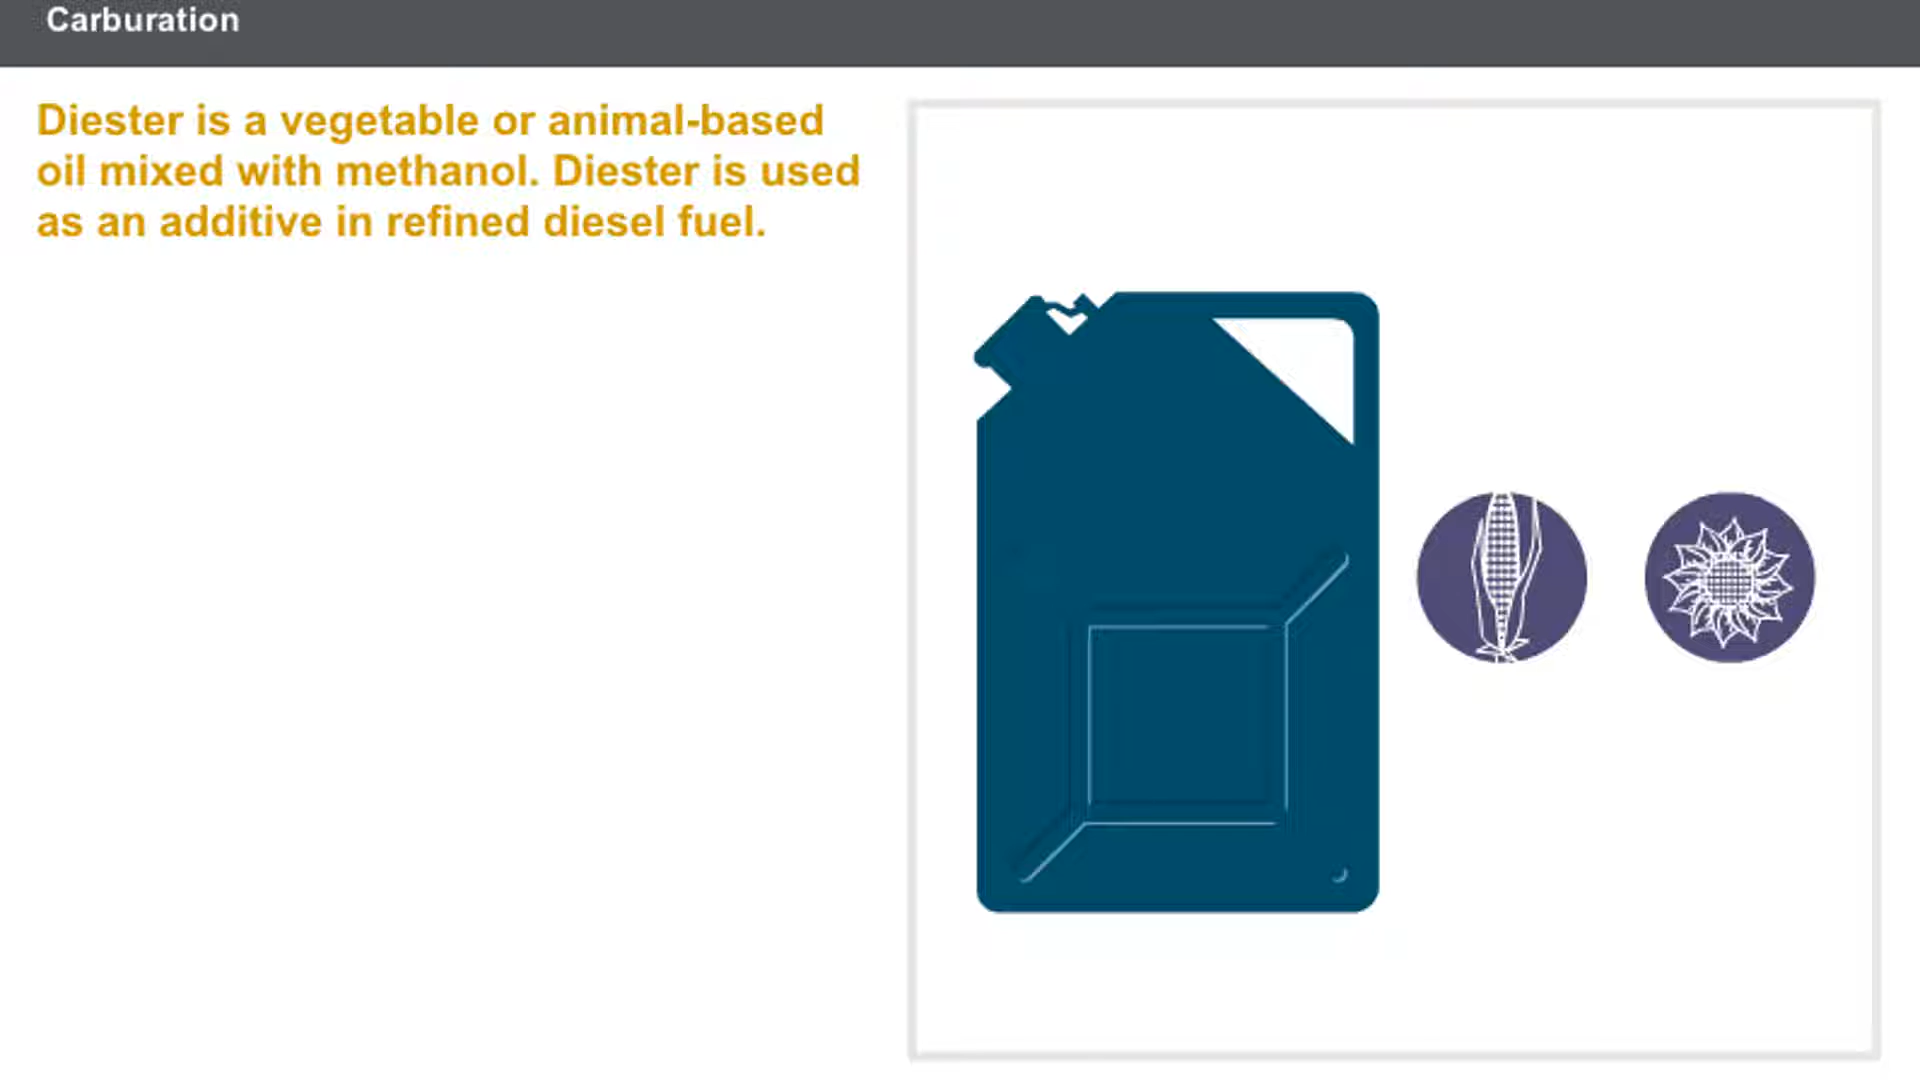 Carburation
Diester is a vegetable or animal-based
oil mixed with methanol. Diester is used
as an additive in refined diesel fuel.